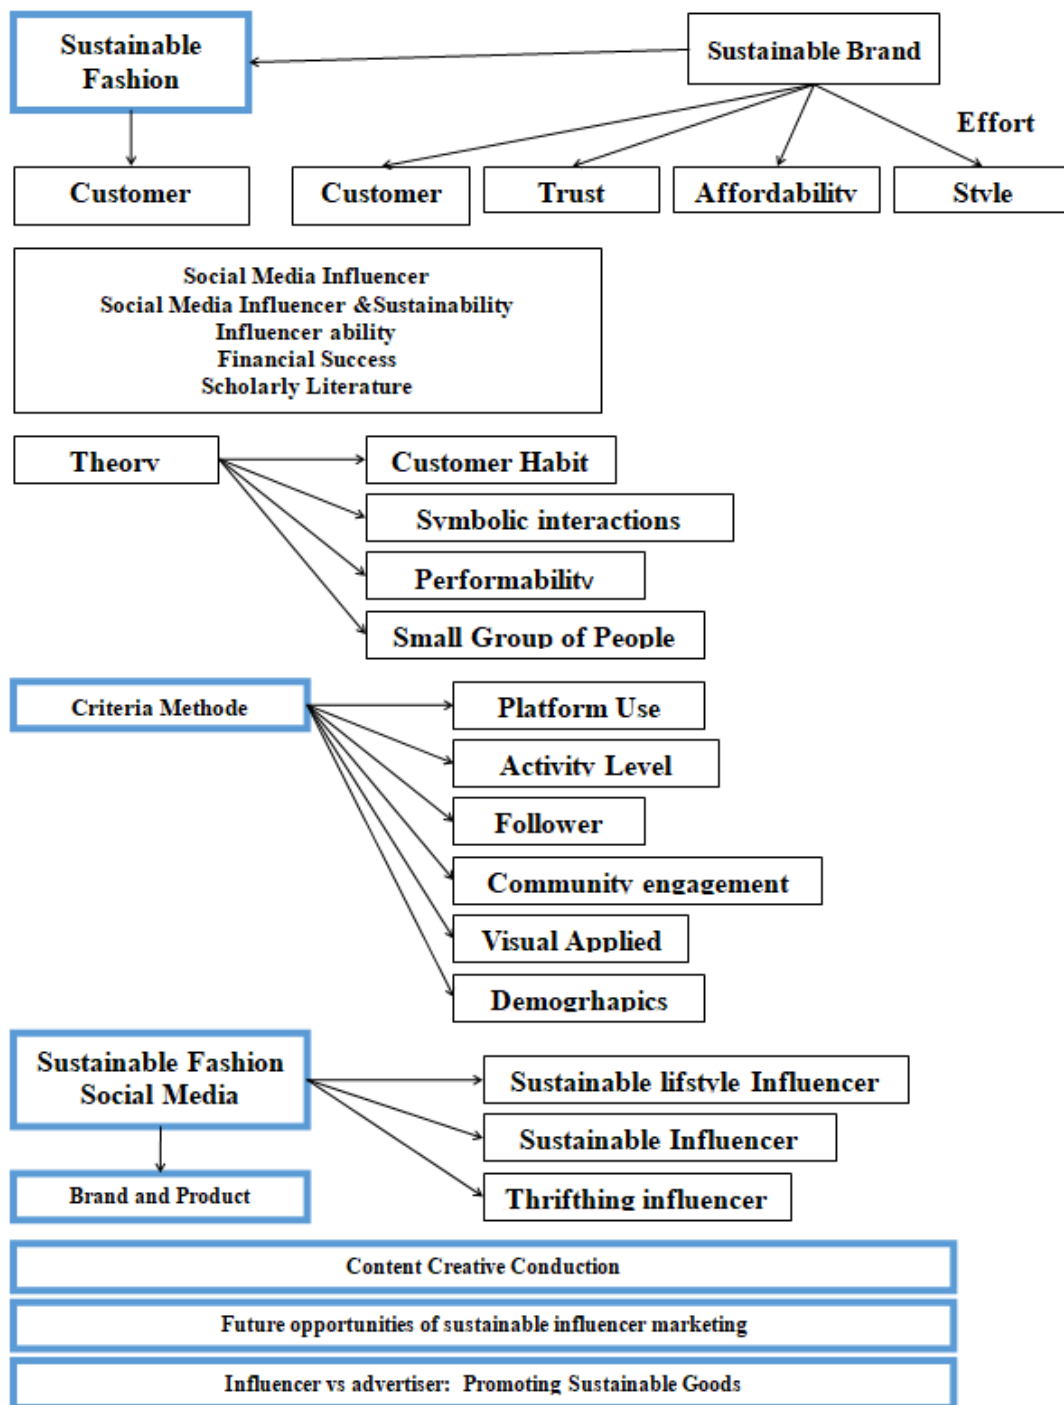 Sustainable
Fashion
Sustainable Brand
Effort
Customer
Customer
Trust
Affordability
Style
Social Media Influencer
Social Media Influencer &Sustainability
Influencer ability
Financial Success
Scholarly Literature
Theory
Customer Habit
Symbolic interactions
Performability
Small Group of People
Criteria Methode
Platform Use
Activity Level
Follower
Community engagement
Visual Applied
Demogrhapics
Sustainable Fashion
Social Media
Sustainable lifstyle Influencer
Sustainable Influencer
Brand and Product
Thrifthing influencer
Content Creative Conduction
Future opportunities of sustainable influencer marketing
Influencer vs advertiser: Promoting Sustainable Goods